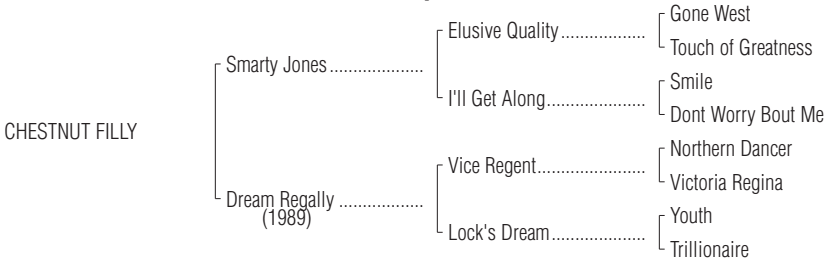 Gone West
Elusive Quality...................
Touch of Greatness
Smarty Jones.....................
Smile
I'll Get Along......................
Dont Worry Bout Me
CHESTNUT FILLY
Northern Dancer
Vice Regent........................
Victoria Regina
Dream Regally ...................
(1989)
Youth
Lock's Dream.....................
Trillionaire